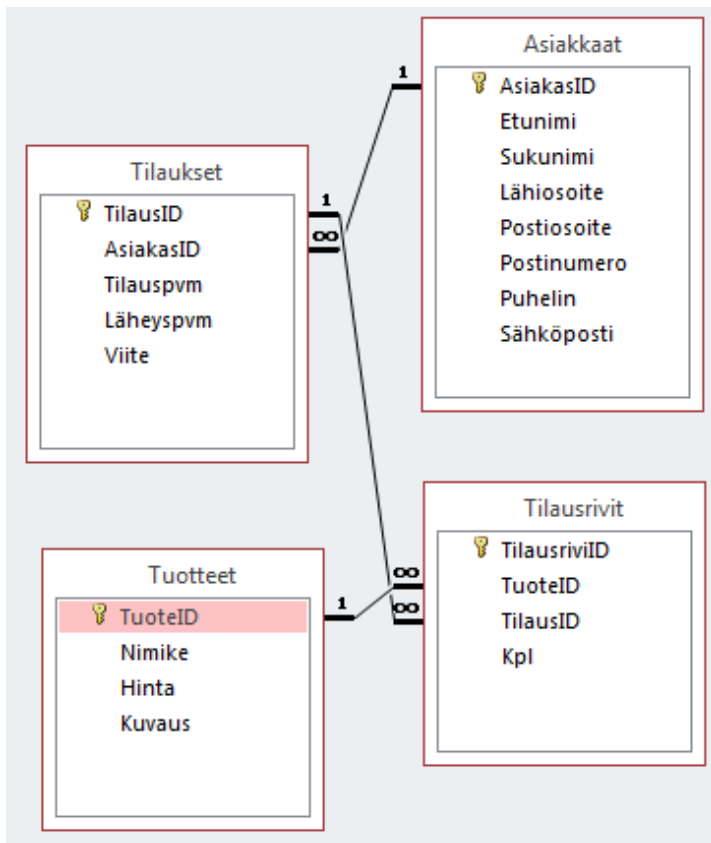 Asiakkaat
AsiakasID
Etunimi
Sukunimi
Lähiosoite
Postiosoite
Postinumero
Puhelin
Sähköposti
1
Tilaukset
TilausID
AsiakasID
Tilauspvm
Läheyspvm
Viite
1
∞
Tilausrivit
TilausriviID
TuoteID
TilausID
Kpl
∞
∞
Tuotteet
TuoteID
Nimike
Hinta
Kuvaus
1